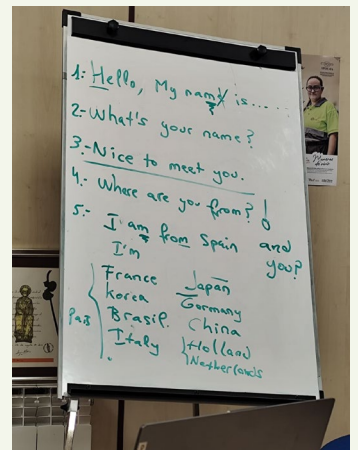 1.- Hello, My name is......
2.- What's your name?
3.- Nice to meet you.
4.- Where are you from?
5.- I am from Spain and you?
I'm
France Japan
Korea Germany
Brasil. China
Italy Holland
Netherlands